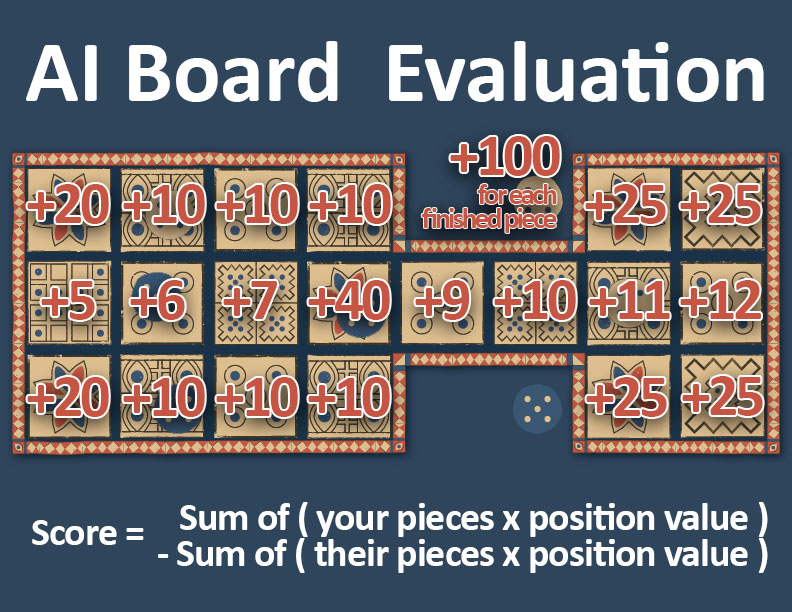 AI Board Evaluation
+100
for each
finished piece
+20 +10 +10 +10 +25 +25
+5 +6 +7 +40 +9 +10 +11 +12
+20 +10 +10 +10 +25 +25
Score = Sum of ( your pieces x position value )
- Sum of ( their pieces x position value )